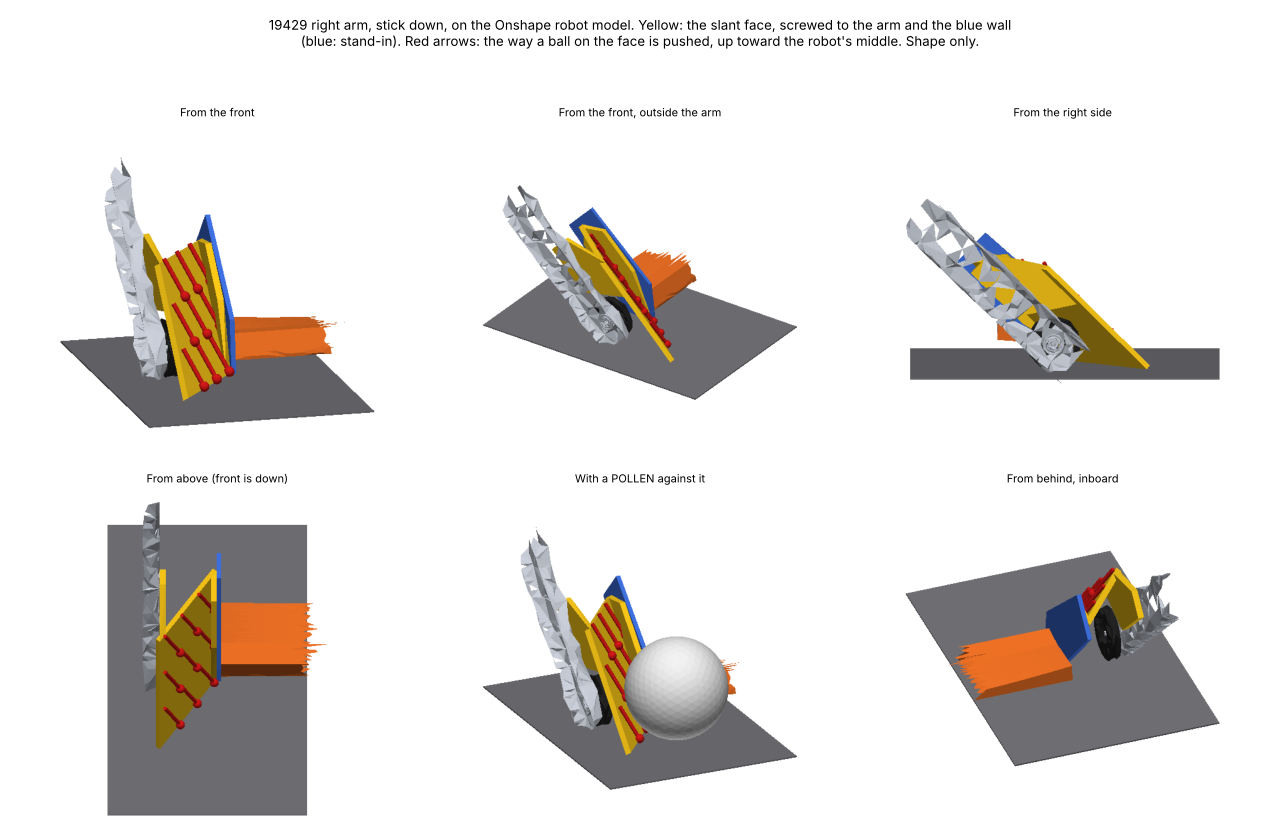 19429 right arm, stick down, on the Onshape robot model. Yellow: the slant face, screwed to the arm and the blue wall
(blue: stand-in). Red arrows: the way a ball on the face is pushed, up toward the robot's middle. Shape only.
From the front
From the front, outside the arm
From the right side
From above (front is down)
With a POLLEN against it
From behind, inboard